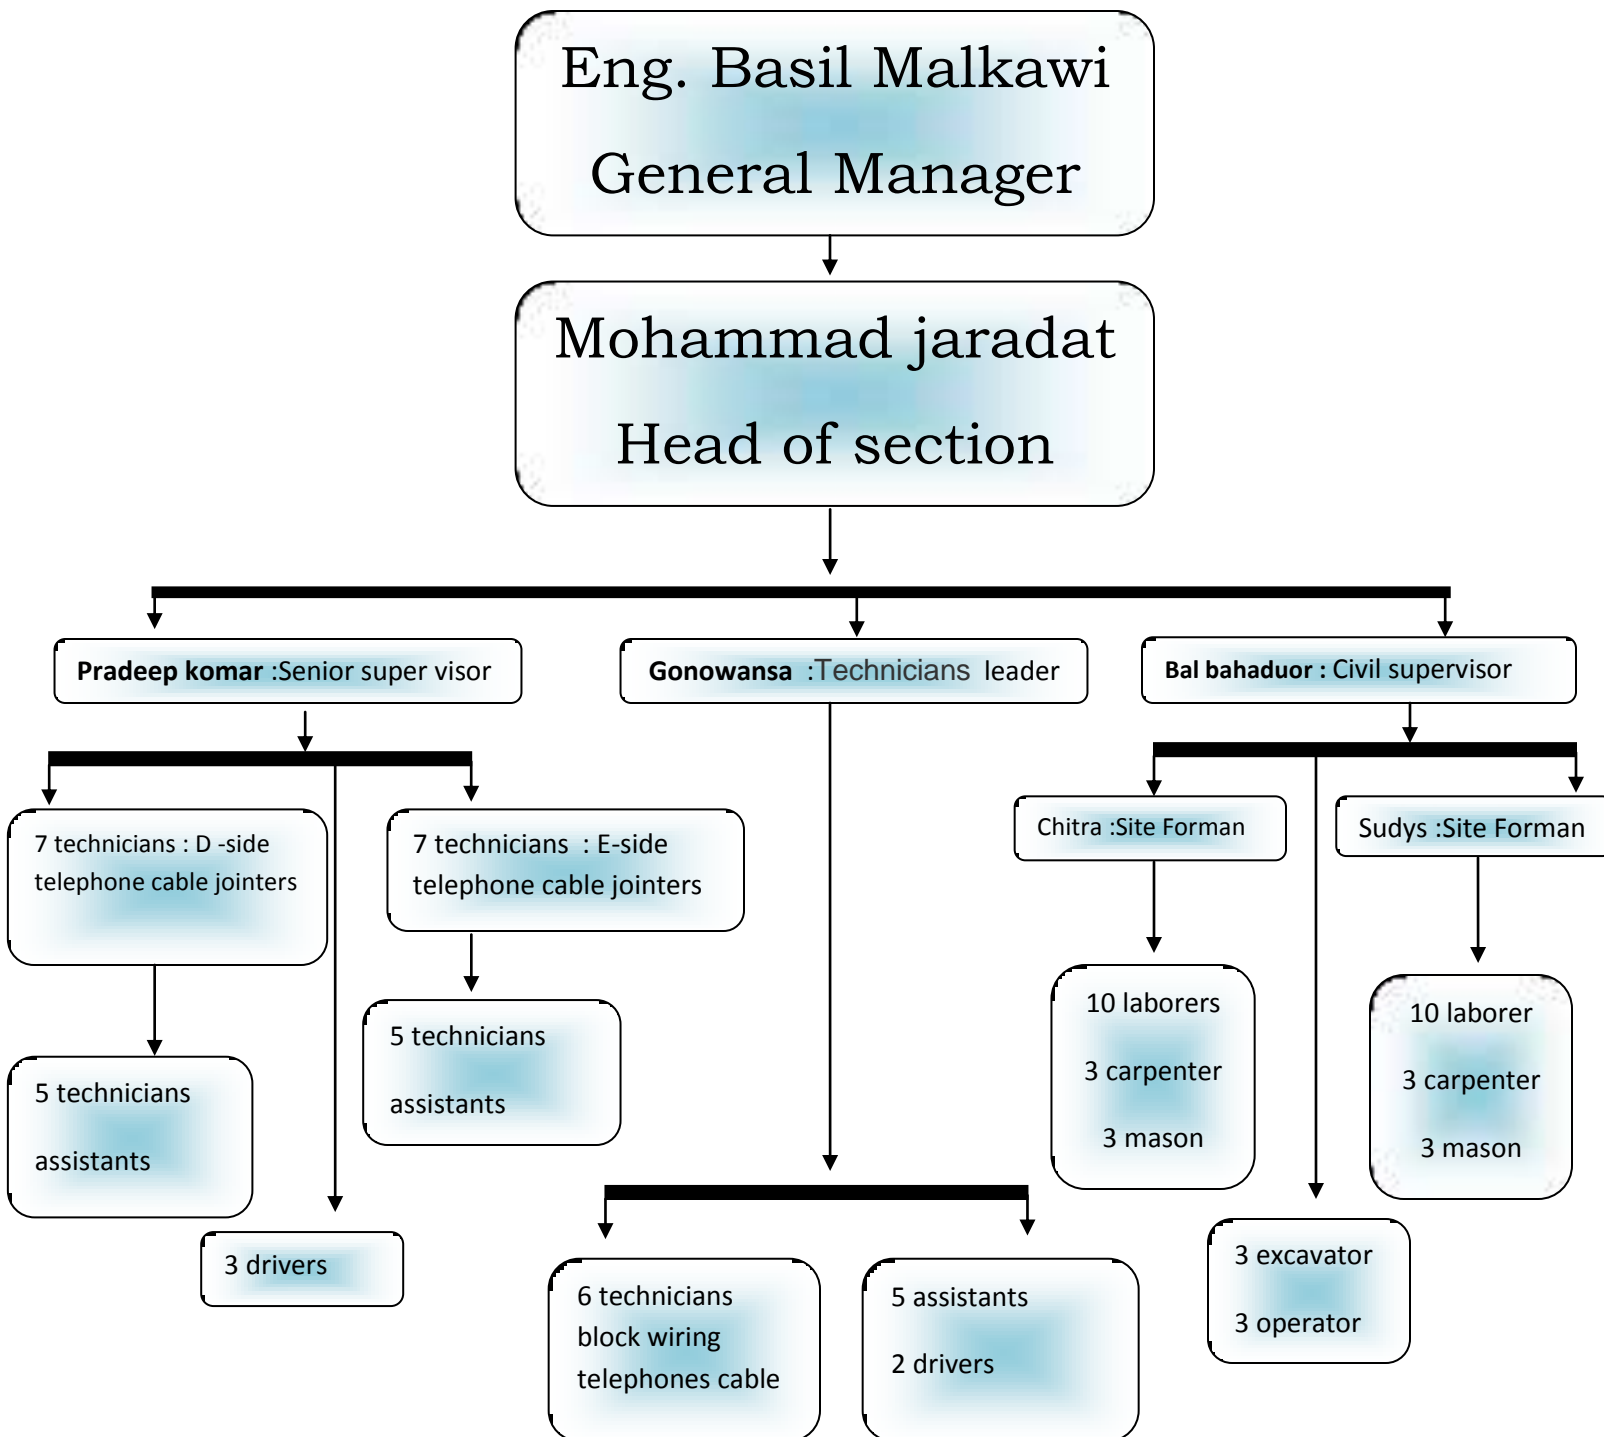 Eng. Basil Malkawi
General Manager
Mohammad jaradat
Head of section
Pradeep komar :Senior super visor
Gonowansa :Technicians leader
Bal bahaduor : Civil supervisor
7 technicians : D -side
telephone cable jointers
7 technicians : E-side
telephone cable jointers
Chitra :Site Forman
Sudys :Site Forman
5 technicians
assistants
5 technicians
assistants
10 laborers
3 carpenter
3 mason
10 laborer
3 carpenter
3 mason
3 drivers
6 technicians
block wiring
telephones cable
5 assistants
2 drivers
3 excavator
3 operator